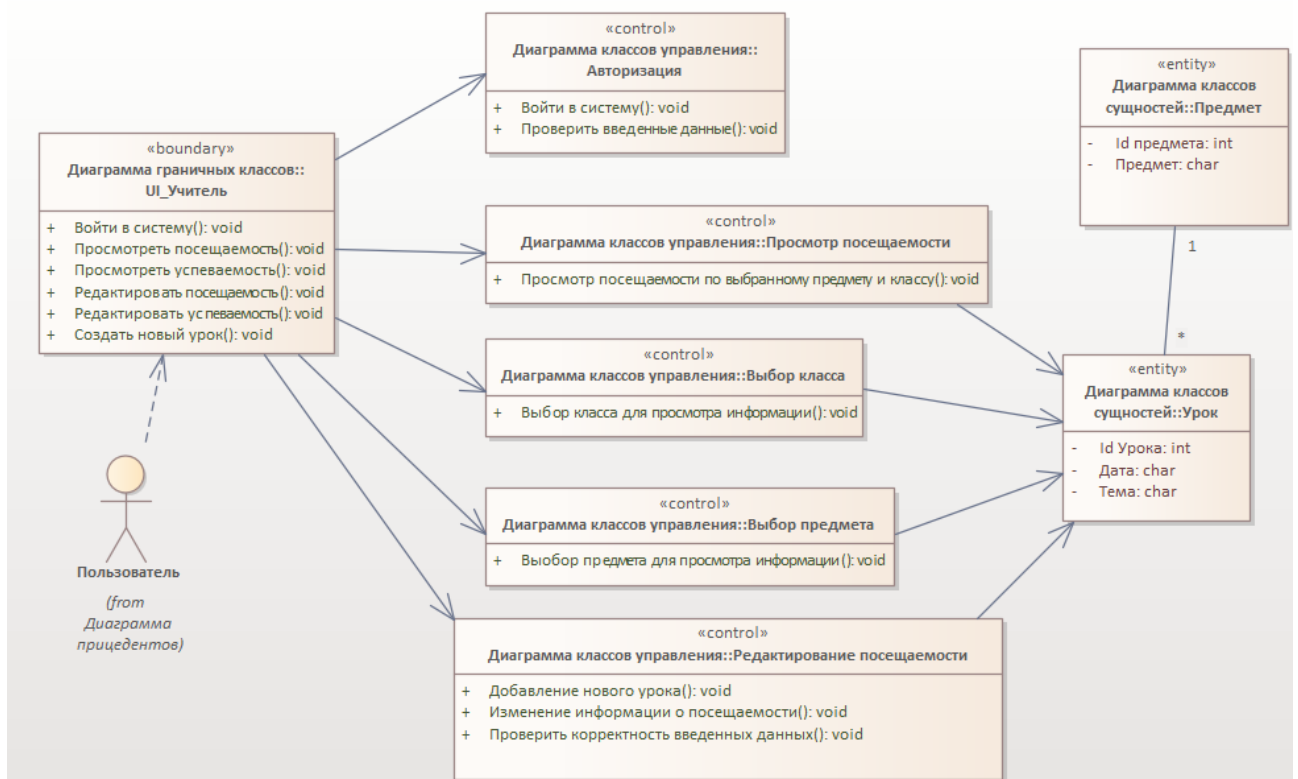 «control»
Диаграмма классов управления::
Авторизация
+ Войти в систему(): void
+ Проверить введенные данные(): void
«entity»
Диаграмма классов
сущностей::Предмет
- Id предмета: int
- Предмет: char
«boundary»
Диаграмма граничных классов::
UI_Учитель
+ Войти в систему(): void
+ Просмотреть посещаемость(): void
+ Просмотреть успеваемость(): void
+ Редактировать посещаемость(): void
+ Редактировать успеваемость(): void
+ Создать новый урок(): void
«control»
Диаграмма классов управления::Просмотр посещаемости
+ Просмотр посещаемости по выбранному предмету и классу(): void
1
*
«control»
Диаграмма классов управления::Выбор класса
+ Выбор класса для просмотра информации(): void
«entity»
Диаграмма классов
сущностей::Урок
- Id Урока: int
- Дата: char
- Тема: char
«control»
Диаграмма классов управления::Выбор предмета
+ Выобор предмета для просмотра информации(): void
Пользователь
(from
Диаграмма
прицедентов)
«control»
Диаграмма классов управления::Редактирование посещаемости
+ Добавление нового урока(): void
+ Изменение информации о посещаемости(): void
+ Проверить корректность введенных данных(): void